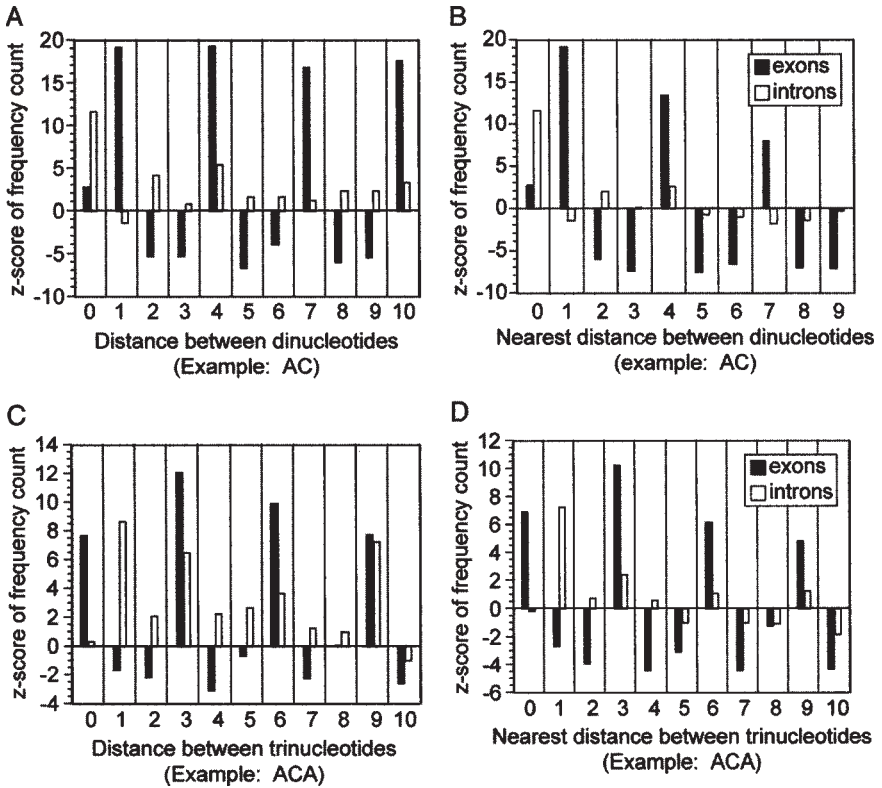 A
z-score of frequency count
20
15
10
5
0
-5
-10
0 1 2 3 4 5 6 7 8 9 10
Distance between dinucleotides
(Example: AC)
B
z-score of frequency count
20
15
10
5
0
-5
-10
exons
introns
0 1 2 3 4 5 6 7 8 9
Nearest distance between dinucleotides
(example: AC)
C
z-score of frequency count
14
12
10
8
6
4
2
0
-2
-4
0 1 2 3 4 5 6 7 8 9 10
Distance between trinucleotides
(Example: ACA)
D
z-score of frequency count
12
10
8
6
4
2
0
-2
-4
-6
exons
introns
0 1 2 3 4 5 6 7 8 9 10
Nearest distance between trinucleotides
(Example: ACA)